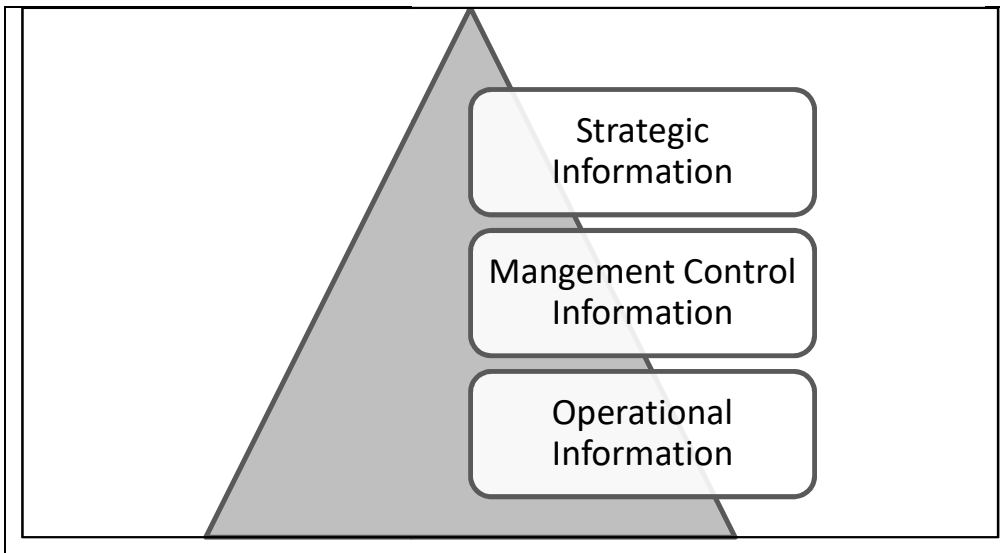 Strategic
Information
Mangement Control
Information
Operational
Information